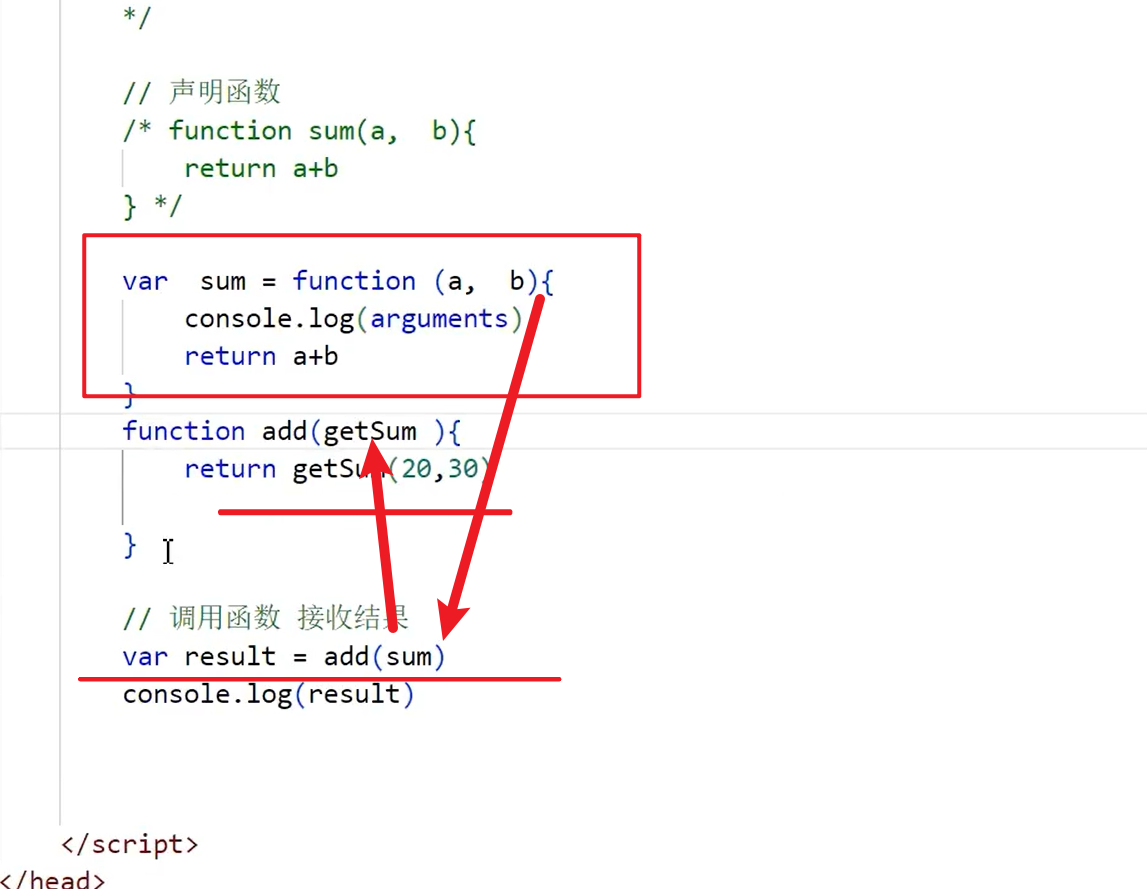 */
// 声明函数
/* function sum(a,  b){
return a+b
} */
var  sum = function (a,  b){
console.log(arguments)
return a+b
}
function add(getSum ){
return getSum(20,30)
}
// 调用函数 接收结果
var result = add(sum)
console.log(result)
</script>
</head>